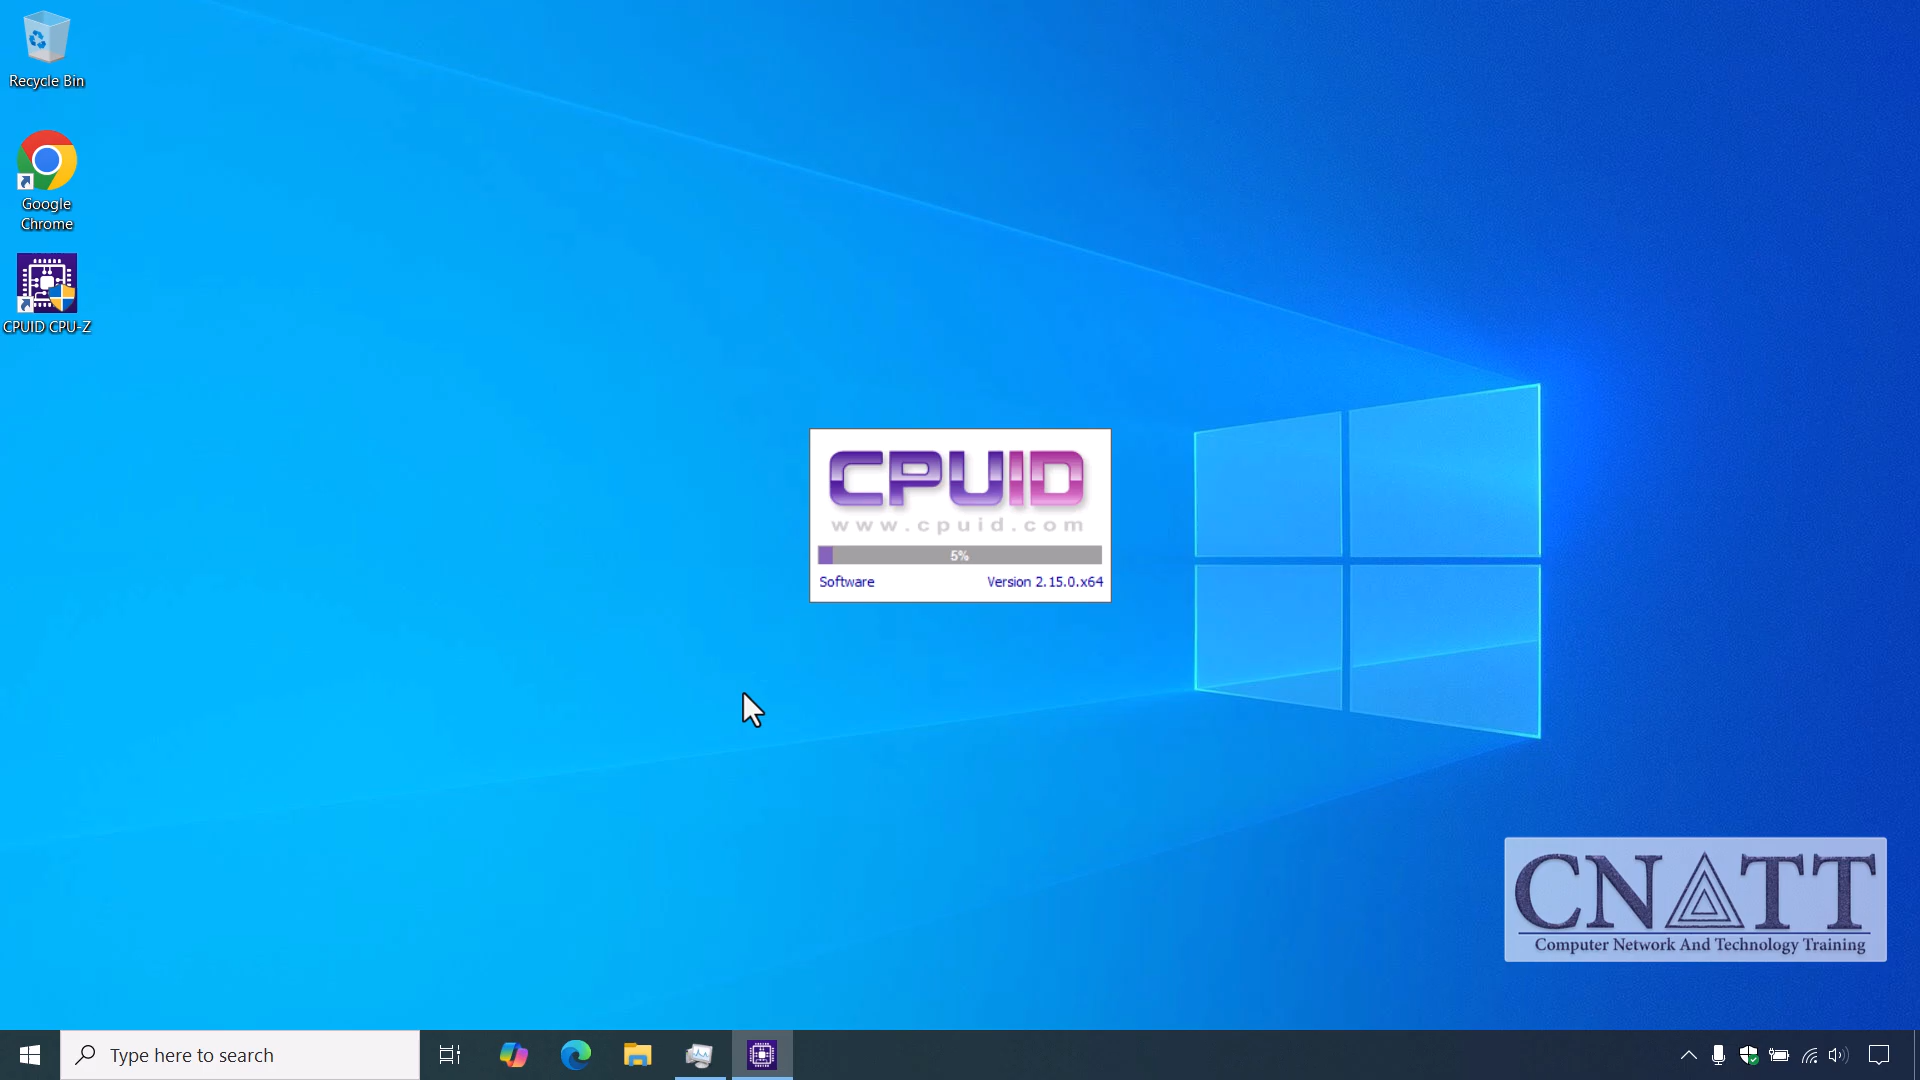 Recycle Bin
Google
Chrome
CPUID CPU-Z
CPUID
www.cpuid.com
5%
Software Version 2.15.0.x64
CNATT
Computer Network And Technology Training
Type here to search